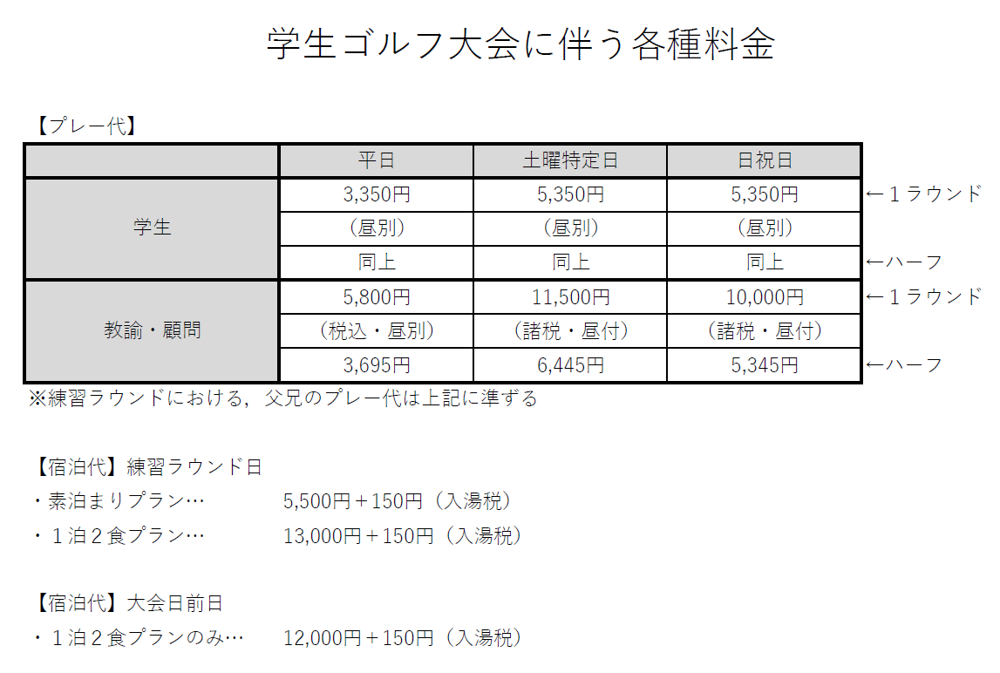 学生ゴルフ大会に伴う各種料金
【プレー代】
平日 土曜特定日 日祝日
学生 3,350円 5,350円 5,350円 ←１ラウンド
（昼別） （昼別） （昼別）
同上 同上 同上 ←ハーフ
教諭・顧問 5,800円 11,500円 10,000円 ←１ラウンド
（税込・昼別） （諸税・昼付） （諸税・昼付）
3,695円 6,445円 5,345円 ←ハーフ
※練習ラウンドにおける，父兄のプレー代は上記に準ずる
【宿泊代】練習ラウンド日
・素泊まりプラン… 5,500円＋150円（入湯税）
・１泊２食プラン… 13,000円＋150円（入湯税）
【宿泊代】大会日前日
・１泊２食プランのみ… 12,000円＋150円（入湯税）